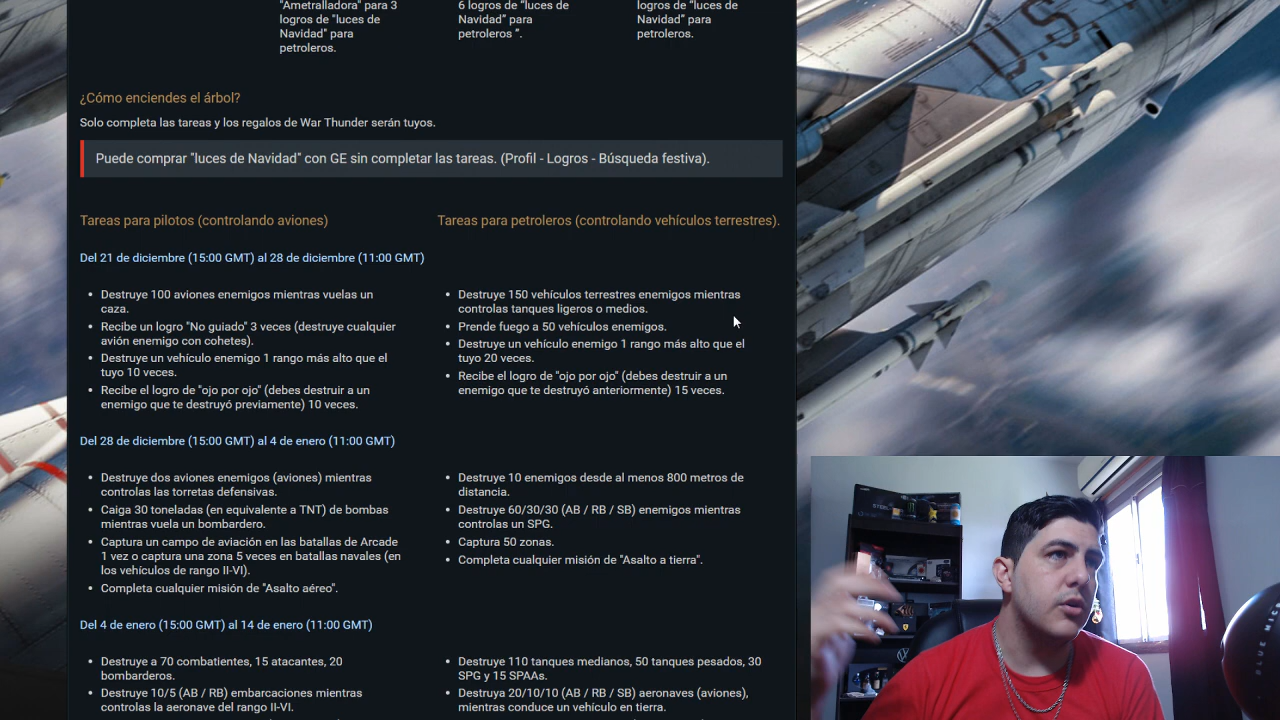 "Ametralladora" para 3
logros de "luces de
Navidad" para
petroleros.
6 logros de "luces de
Navidad" para
petroleros ".
logros de "luces de
Navidad" para
petroleros.
¿Cómo enciendes el árbol?
Solo completa las tareas y los regalos de War Thunder serán tuyos.
Puede comprar "luces de Navidad" con GE sin completar las tareas. (Profil - Logros - Búsqueda festiva).
Tareas para pilotos (controlando aviones)
Del 21 de diciembre (15:00 GMT) al 28 de diciembre (11:00 GMT)
Destruye 100 aviones enemigos mientras vuelas un
caza.
Recibe un logro "No guiado" 3 veces (destruye cualquier
avión enemigo con cohetes).
Destruye un vehículo enemigo 1 rango más alto que el
tuyo 10 veces.
Recibe el logro de "ojo por ojo" (debes destruir a un
enemigo que te destruyó previamente) 10 veces.
Tareas para petroleros (controlando vehículos terrestres).
Destruye 150 vehículos terrestres enemigos mientras
controlas tanques ligeros o medios.
Prende fuego a 50 vehículos enemigos.
Destruye un vehículo enemigo 1 rango más alto que el
tuyo 20 veces.
Recibe el logro de "ojo por ojo" (debes destruir a un
enemigo que te destruyó anteriormente) 15 veces.
Del 28 de diciembre (15:00 GMT) al 4 de enero (11:00 GMT)
Destruye dos aviones enemigos (aviones) mientras
controlas las torretas defensivas.
Caiga 30 toneladas (en equivalente a TNT) de bombas
mientras vuela un bombardero.
Captura un campo de aviación en las batallas de Arcade
1 vez o captura una zona 5 veces en batallas navales (en
los vehículos de rango II-VI).
Completa cualquier misión de "Asalto aéreo".
Destruye 10 enemigos desde al menos 800 metros de
distancia.
Destruye 60/30/30 (AB / RB / SB) enemigos mientras
controlas un SPG.
Captura 50 zonas.
Completa cualquier misión de "Asalto a tierra".
Del 4 de enero (15:00 GMT) al 14 de enero (11:00 GMT)
Destruye a 70 combatientes, 15 atacantes, 20
bombarderos.
Destruye 10/5 (AB / RB) embarcaciones mientras
controlas la aeronave del rango II-VI.
Destruye 110 tanques medianos, 50 tanques pesados, 30
SPG y 15 SPAAs.
Destruya 20/10/10 (AB / RB / SB) aeronaves (aviones),
mientras conduce un vehículo en tierra.
U.S.
BLUE MIC